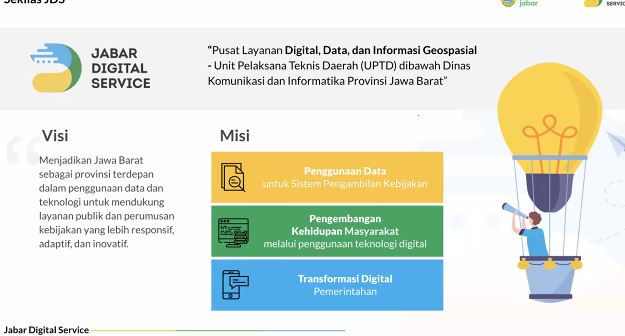 Sekilas JDS
jabar
SERVIC
JABAR
DIGITAL
SERVICE
“Pusat Layanan Digital, Data, dan Informasi Geospasial
- Unit Pelaksana Teknis Daerah (UPTD) dibawah Dinas
Komunikasi dan Informatika Provinsi Jawa Barat”
Visi
Menjadikan Jawa Barat
sebagai provinsi terdepan
dalam penggunaan data dan
teknologi untuk mendukung
layanan publik dan perumusan
kebijakan yang lebih responsif,
adaptif, dan inovatif.
Misi
Penggunaan Data
untuk Sistem Pengambilan Kebijakan
Pengembangan
Kehidupan Masyarakat
melalui penggunaan teknologi digital
Transformasi Digital
Pemerintahan
Jabar Digital Service